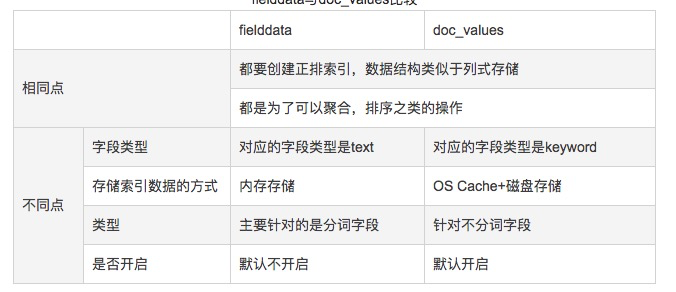 fielddata与doc_values比较
fielddata doc_values
相同点
都要创建正排索引，数据结构类似于列式存储
都是为了可以聚合，排序之类的操作
不同点
字段类型 对应的字段类型是text 对应的字段类型是keyword
存储索引数据的方式 内存存储 OS Cache+磁盘存储
类型 主要针对的是分词字段 针对不分词字段
是否开启 默认不开启 默认开启